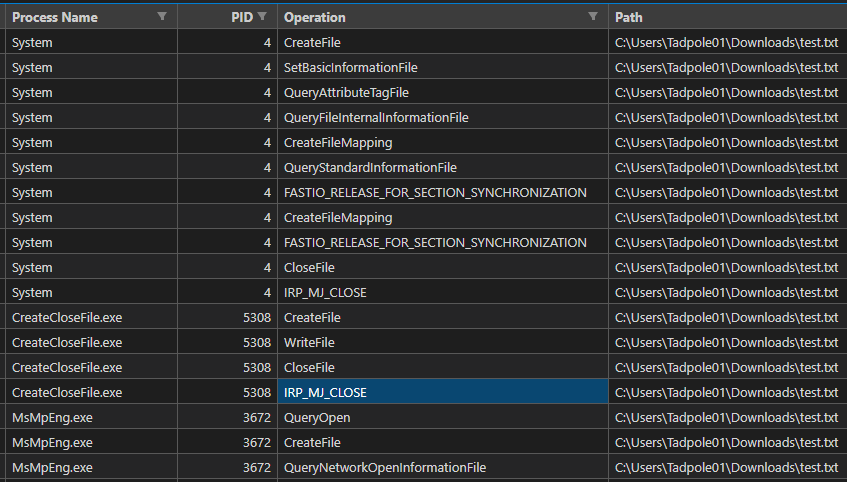 Process Name PID Operation Path
System 4 CreateFile C:\Users\Tadpole01\Downloads\test.txt
System 4 SetBasicInformationFile C:\Users\Tadpole01\Downloads\test.txt
System 4 QueryAttributeTagFile C:\Users\Tadpole01\Downloads\test.txt
System 4 QueryFileInternalInformationFile C:\Users\Tadpole01\Downloads\test.txt
System 4 CreateFileMapping C:\Users\Tadpole01\Downloads\test.txt
System 4 QueryStandardInformationFile C:\Users\Tadpole01\Downloads\test.txt
System 4 FASTIO_RELEASE_FOR_SECTION_SYNCHRONIZATION C:\Users\Tadpole01\Downloads\test.txt
System 4 CreateFileMapping C:\Users\Tadpole01\Downloads\test.txt
System 4 FASTIO_RELEASE_FOR_SECTION_SYNCHRONIZATION C:\Users\Tadpole01\Downloads\test.txt
System 4 CloseFile C:\Users\Tadpole01\Downloads\test.txt
System 4 IRP_MJ_CLOSE C:\Users\Tadpole01\Downloads\test.txt
CreateCloseFile.exe 5308 CreateFile C:\Users\Tadpole01\Downloads\test.txt
CreateCloseFile.exe 5308 WriteFile C:\Users\Tadpole01\Downloads\test.txt
CreateCloseFile.exe 5308 CloseFile C:\Users\Tadpole01\Downloads\test.txt
CreateCloseFile.exe 5308 IRP_MJ_CLOSE C:\Users\Tadpole01\Downloads\test.txt
MsMpEng.exe 3672 QueryOpen C:\Users\Tadpole01\Downloads\test.txt
MsMpEng.exe 3672 CreateFile C:\Users\Tadpole01\Downloads\test.txt
MsMpEng.exe 3672 QueryNetworkOpenInformationFile C:\Users\Tadpole01\Downloads\test.txt